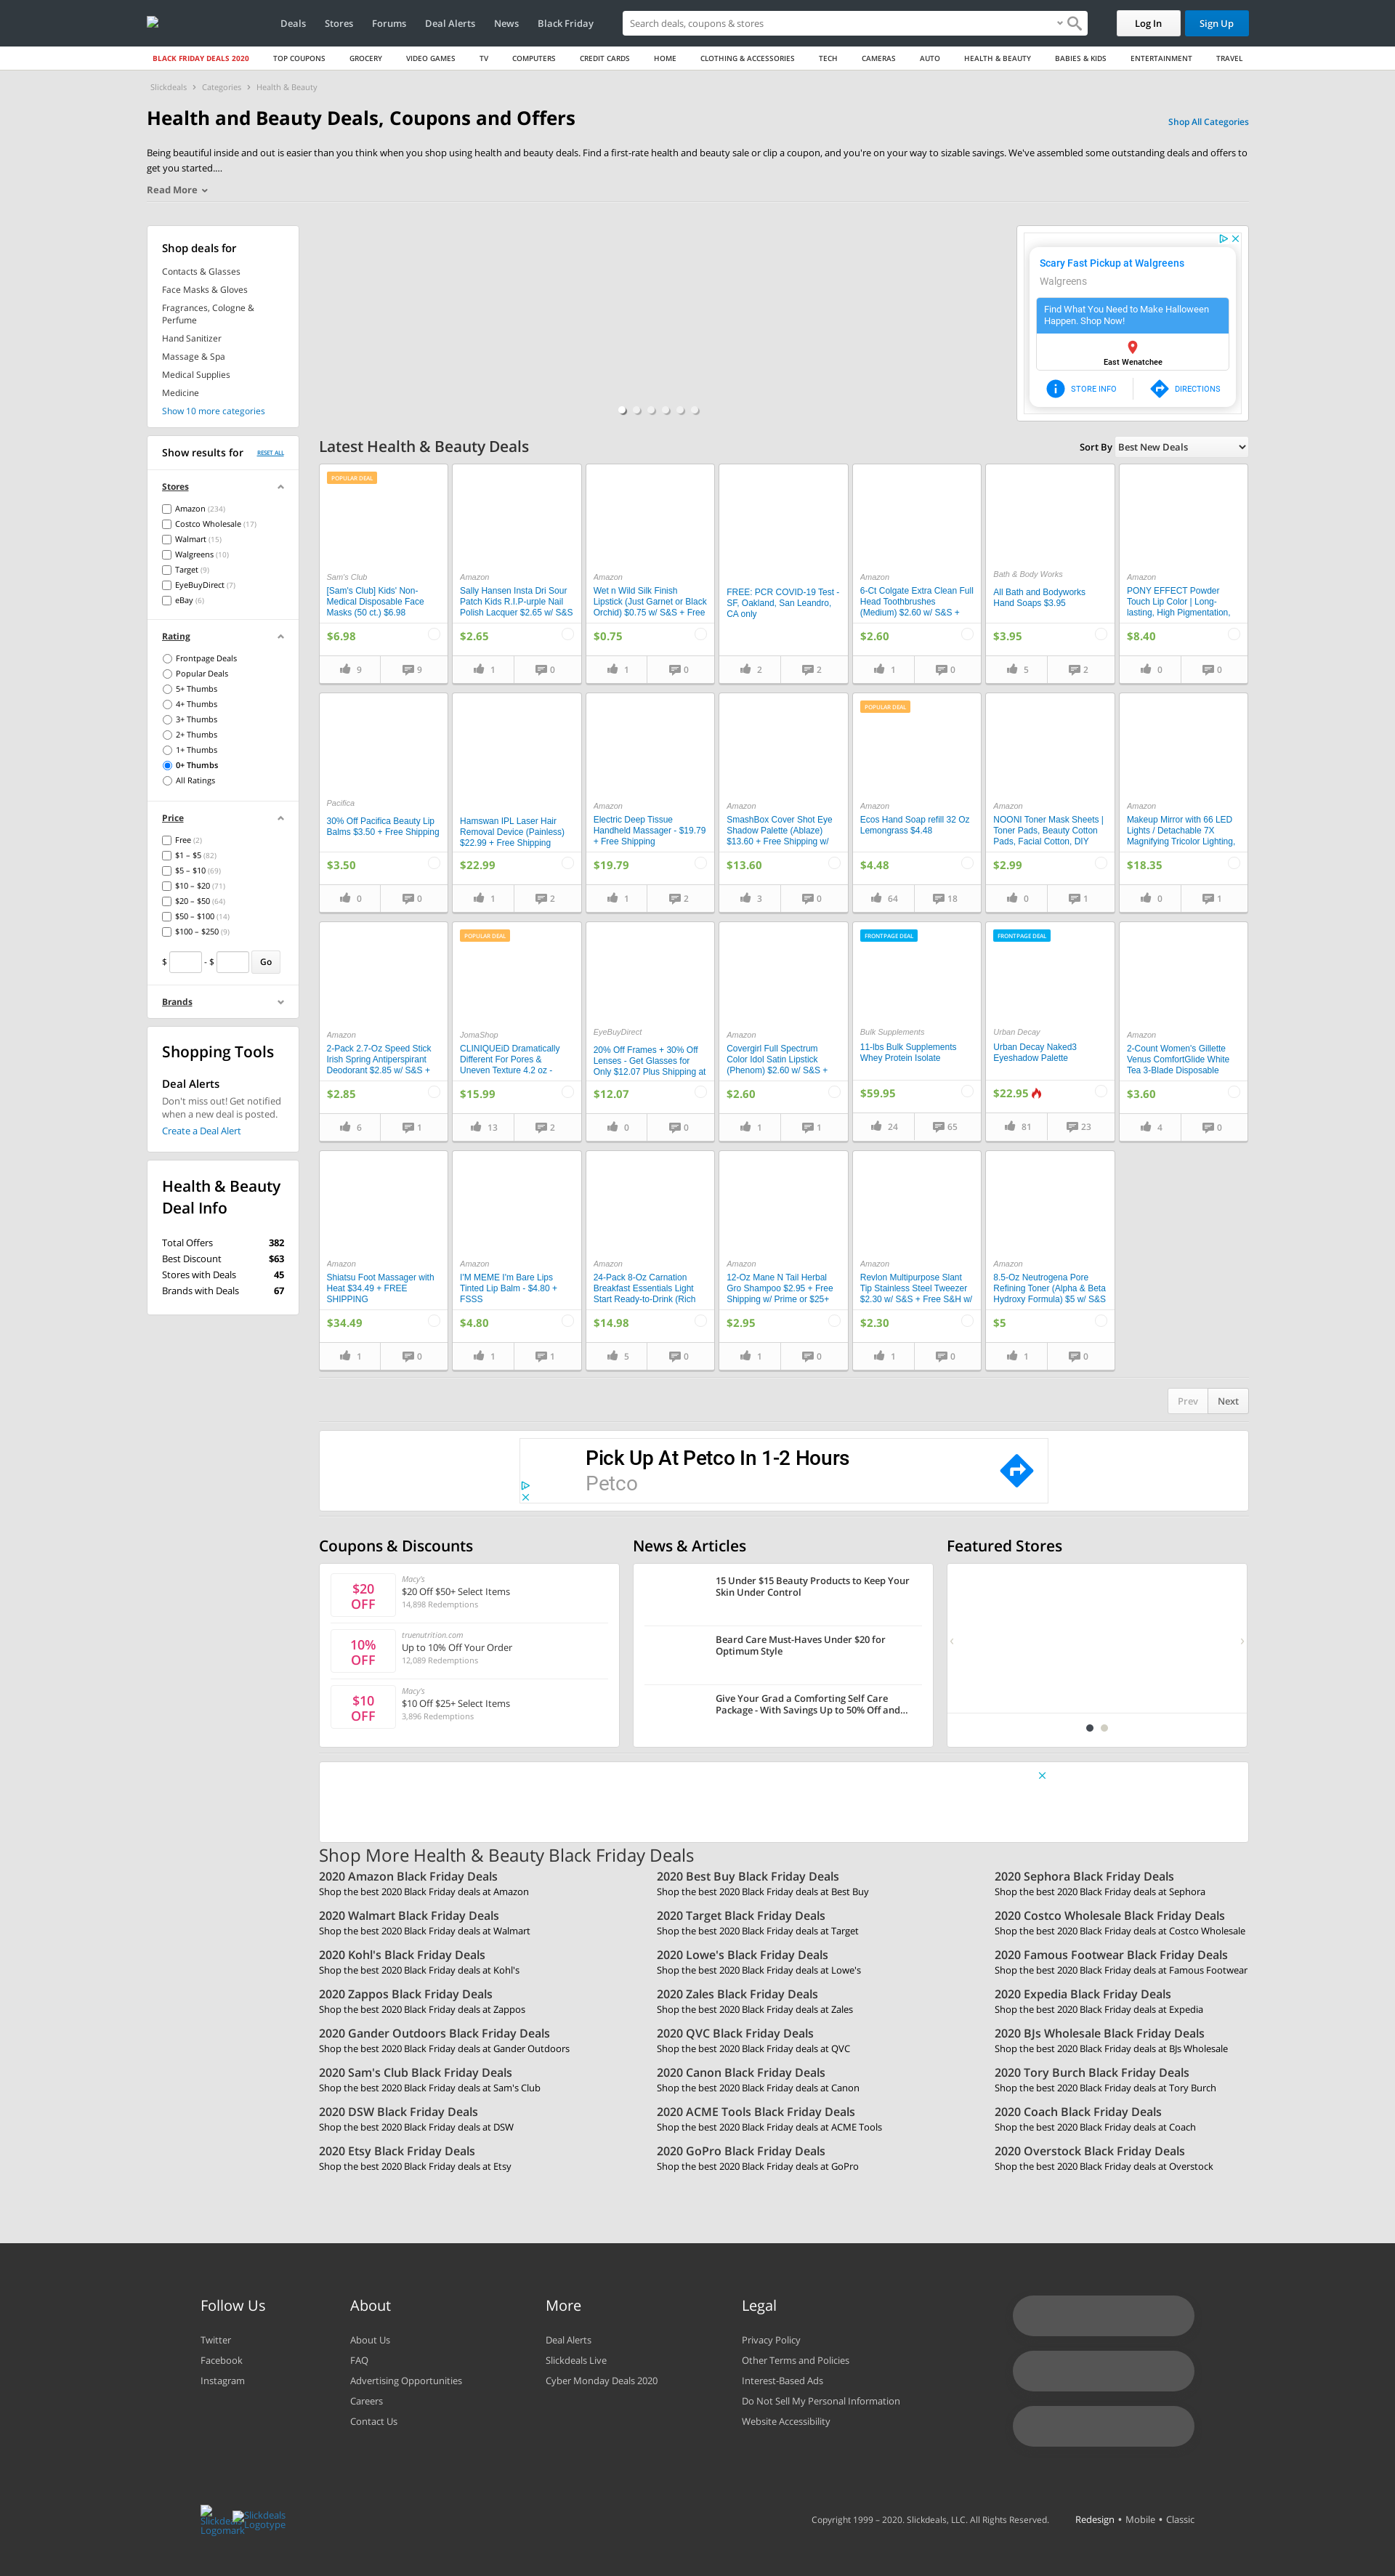 Deals Stores Forums Deal Alerts News Black Friday
Search deals, coupons & stores
Log In Sign Up
BLACK FRIDAY DEALS 2020 TOP COUPONS GROCERY VIDEO GAMES TV COMPUTERS CREDIT CARDS HOME CLOTHING & ACCESSORIES TECH CAMERAS AUTO HEALTH & BEAUTY BABIES & KIDS ENTERTAINMENT TRAVEL
Slickdeals › Categories › Health & Beauty
Health and Beauty Deals, Coupons and Offers
Shop All Categories
Being beautiful inside and out is easier than you think when you shop using health and beauty deals. Find a first-rate health and beauty sale or clip a coupon, and you're on your way to sizable savings. We've assembled some outstanding deals and offers to
get you started....
Read More
Shop deals for
Contacts & Glasses
Face Masks & Gloves
Fragrances, Cologne &
Perfume
Hand Sanitizer
Massage & Spa
Medical Supplies
Medicine
Show 10 more categories
Scary Fast Pickup at Walgreens
Walgreens
Find What You Need to Make Halloween
Happen. Shop Now!
East Wenatchee
STORE INFO DIRECTIONS
Show results for RESET ALL
Stores
Amazon (234)
Costco Wholesale (17)
Walmart (15)
Walgreens (10)
Target (9)
EyeBuyDirect (7)
eBay (6)
Rating
Frontpage Deals
Popular Deals
5+ Thumbs
4+ Thumbs
3+ Thumbs
2+ Thumbs
1+ Thumbs
0+ Thumbs
All Ratings
Price
Free (2)
$1 – $5 (82)
$5 – $10 (69)
$10 – $20 (71)
$20 – $50 (64)
$50 – $100 (14)
$100 – $250 (9)
$ - $ Go
Brands
Shopping Tools
Deal Alerts
Don't miss out! Get notified
when a new deal is posted.
Create a Deal Alert
Health & Beauty
Deal Info
Total Offers 382
Best Discount $63
Stores with Deals 45
Brands with Deals 67
Latest Health & Beauty Deals
Sort By Best New Deals
POPULAR DEAL
Sam's Club
[Sam's Club] Kids' Non-
Medical Disposable Face
Masks (50 ct.) $6.98
$6.98
9 9
Amazon
Sally Hansen Insta Dri Sour
Patch Kids R.I.P-urple Nail
Polish Lacquer $2.65 w/ S&S
$2.65
1 0
Amazon
Wet n Wild Silk Finish
Lipstick (Just Garnet or Black
Orchid) $0.75 w/ S&S + Free
$0.75
1 0
FREE: PCR COVID-19 Test -
SF, Oakland, San Leandro,
CA only
2 2
Amazon
6-Ct Colgate Extra Clean Full
Head Toothbrushes
(Medium) $2.60 w/ S&S +
$2.60
1 0
Bath & Body Works
All Bath and Bodyworks
Hand Soaps $3.95
$3.95
5 2
Amazon
PONY EFFECT Powder
Touch Lip Color | Long-
lasting, High Pigmentation,
$8.40
0 0
Pacifica
30% Off Pacifica Beauty Lip
Balms $3.50 + Free Shipping
$3.50
0 0
Hamswan IPL Laser Hair
Removal Device (Painless)
$22.99 + Free Shipping
$22.99
1 2
Amazon
Electric Deep Tissue
Handheld Massager - $19.79
+ Free Shipping
$19.79
1 2
Amazon
SmashBox Cover Shot Eye
Shadow Palette (Ablaze)
$13.60 + Free Shipping w/
$13.60
3 0
POPULAR DEAL
Amazon
Ecos Hand Soap refill 32 Oz
Lemongrass $4.48
$4.48
64 18
Amazon
NOONI Toner Mask Sheets |
Toner Pads, Beauty Cotton
Pads, Facial Cotton, DIY
$2.99
0 1
Amazon
Makeup Mirror with 66 LED
Lights / Detachable 7X
Magnifying Tricolor Lighting,
$18.35
0 1
Amazon
2-Pack 2.7-Oz Speed Stick
Irish Spring Antiperspirant
Deodorant $2.85 w/ S&S +
$2.85
6 1
POPULAR DEAL
JomaShop
CLINIQUEiD Dramatically
Different For Pores &
Uneven Texture 4.2 oz -
$15.99
13 2
EyeBuyDirect
20% Off Frames + 30% Off
Lenses - Get Glasses for
Only $12.07 Plus Shipping at
$12.07
0 0
Amazon
Covergirl Full Spectrum
Color Idol Satin Lipstick
(Phenom) $2.60 w/ S&S +
$2.60
1 1
FRONTPAGE DEAL
Bulk Supplements
11-lbs Bulk Supplements
Whey Protein Isolate
$59.95
24 65
FRONTPAGE DEAL
Urban Decay
Urban Decay Naked3
Eyeshadow Palette
$22.95
81 23
Amazon
2-Count Women's Gillette
Venus ComfortGlide White
Tea 3-Blade Disposable
$3.60
4 0
Amazon
Shiatsu Foot Massager with
Heat $34.49 + FREE
SHIPPING
$34.49
1 0
Amazon
I'M MEME I'm Bare Lips
Tinted Lip Balm - $4.80 +
FSSS
$4.80
1 1
Amazon
24-Pack 8-Oz Carnation
Breakfast Essentials Light
Start Ready-to-Drink (Rich
$14.98
5 0
Amazon
12-Oz Mane N Tail Herbal
Gro Shampoo $2.95 + Free
Shipping w/ Prime or $25+
$2.95
1 0
Amazon
Revlon Multipurpose Slant
Tip Stainless Steel Tweezer
$2.30 w/ S&S + Free S&H w/
$2.30
1 0
Amazon
8.5-Oz Neutrogena Pore
Refining Toner (Alpha & Beta
Hydroxy Formula) $5 w/ S&S
$5
1 0
Prev Next
Pick Up At Petco In 1-2 Hours
Petco
Coupons & Discounts
$20
OFF
Macy's
$20 Off $50+ Select Items
14,898 Redemptions
10%
OFF
truenutrition.com
Up to 10% Off Your Order
12,089 Redemptions
$10
OFF
Macy's
$10 Off $25+ Select Items
3,896 Redemptions
News & Articles
15 Under $15 Beauty Products to Keep Your
Skin Under Control
Beard Care Must-Haves Under $20 for
Optimum Style
Give Your Grad a Comforting Self Care
Package - With Savings Up to 50% Off and...
Featured Stores
Shop More Health & Beauty Black Friday Deals
2020 Amazon Black Friday Deals
Shop the best 2020 Black Friday deals at Amazon
2020 Best Buy Black Friday Deals
Shop the best 2020 Black Friday deals at Best Buy
2020 Sephora Black Friday Deals
Shop the best 2020 Black Friday deals at Sephora
2020 Walmart Black Friday Deals
Shop the best 2020 Black Friday deals at Walmart
2020 Target Black Friday Deals
Shop the best 2020 Black Friday deals at Target
2020 Costco Wholesale Black Friday Deals
Shop the best 2020 Black Friday deals at Costco Wholesale
2020 Kohl's Black Friday Deals
Shop the best 2020 Black Friday deals at Kohl's
2020 Lowe's Black Friday Deals
Shop the best 2020 Black Friday deals at Lowe's
2020 Famous Footwear Black Friday Deals
Shop the best 2020 Black Friday deals at Famous Footwear
2020 Zappos Black Friday Deals
Shop the best 2020 Black Friday deals at Zappos
2020 Zales Black Friday Deals
Shop the best 2020 Black Friday deals at Zales
2020 Expedia Black Friday Deals
Shop the best 2020 Black Friday deals at Expedia
2020 Gander Outdoors Black Friday Deals
Shop the best 2020 Black Friday deals at Gander Outdoors
2020 QVC Black Friday Deals
Shop the best 2020 Black Friday deals at QVC
2020 BJs Wholesale Black Friday Deals
Shop the best 2020 Black Friday deals at BJs Wholesale
2020 Sam's Club Black Friday Deals
Shop the best 2020 Black Friday deals at Sam's Club
2020 Canon Black Friday Deals
Shop the best 2020 Black Friday deals at Canon
2020 Tory Burch Black Friday Deals
Shop the best 2020 Black Friday deals at Tory Burch
2020 DSW Black Friday Deals
Shop the best 2020 Black Friday deals at DSW
2020 ACME Tools Black Friday Deals
Shop the best 2020 Black Friday deals at ACME Tools
2020 Coach Black Friday Deals
Shop the best 2020 Black Friday deals at Coach
2020 Etsy Black Friday Deals
Shop the best 2020 Black Friday deals at Etsy
2020 GoPro Black Friday Deals
Shop the best 2020 Black Friday deals at GoPro
2020 Overstock Black Friday Deals
Shop the best 2020 Black Friday deals at Overstock
Follow Us
Twitter
Facebook
Instagram
About
About Us
FAQ
Advertising Opportunities
Careers
Contact Us
More
Deal Alerts
Slickdeals Live
Cyber Monday Deals 2020
Legal
Privacy Policy
Other Terms and Policies
Interest-Based Ads
Do Not Sell My Personal Information
Website Accessibility
Slickdeals
Logomark
Slickdeals
Logotype
Copyright 1999 – 2020. Slickdeals, LLC. All Rights Reserved.
Redesign • Mobile • Classic